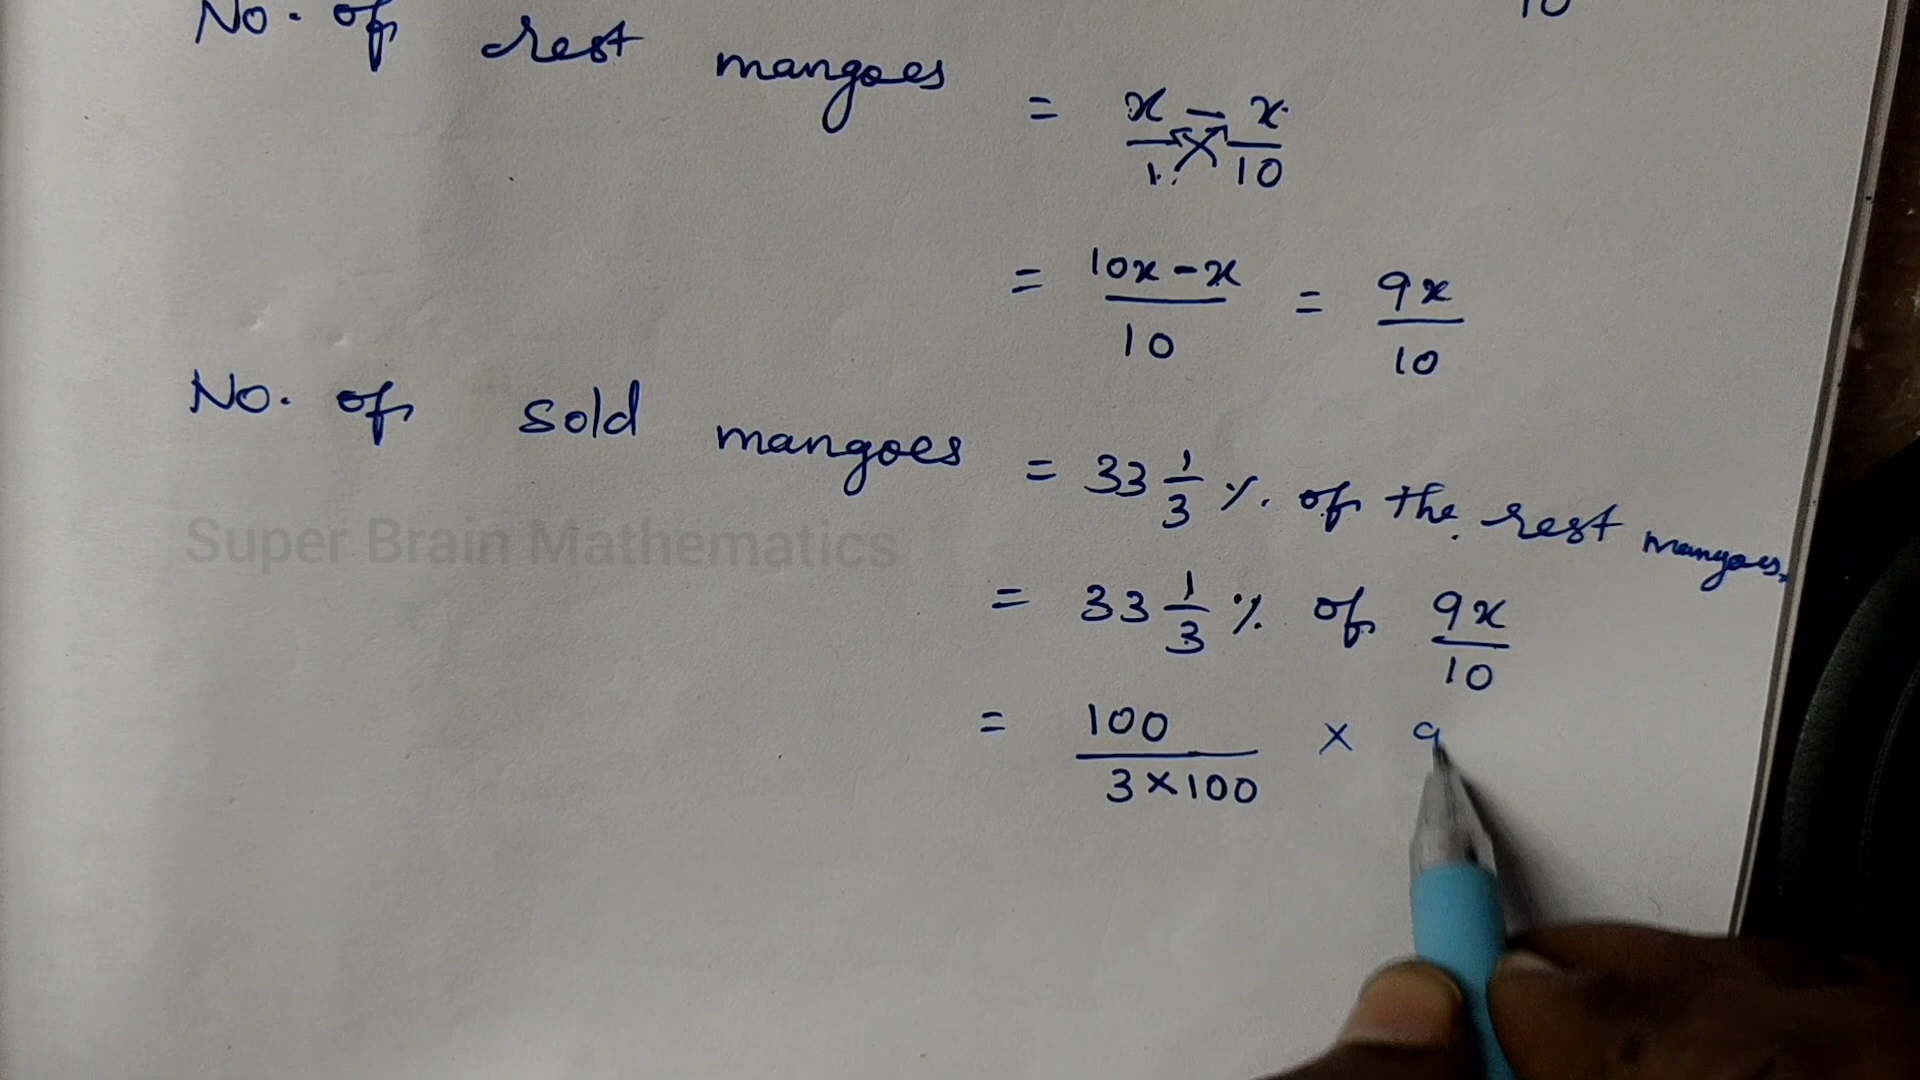 10
No. of rest mangoes = x/1 - x/10
= 10x - x / 10 = 9x/10
No. of sold mangoes = 33 1/3 %. of the rest mangoes.
Super Brain Mathematics
= 33 1/3 %. of 9x/10
= 100 / 3×100 × 9